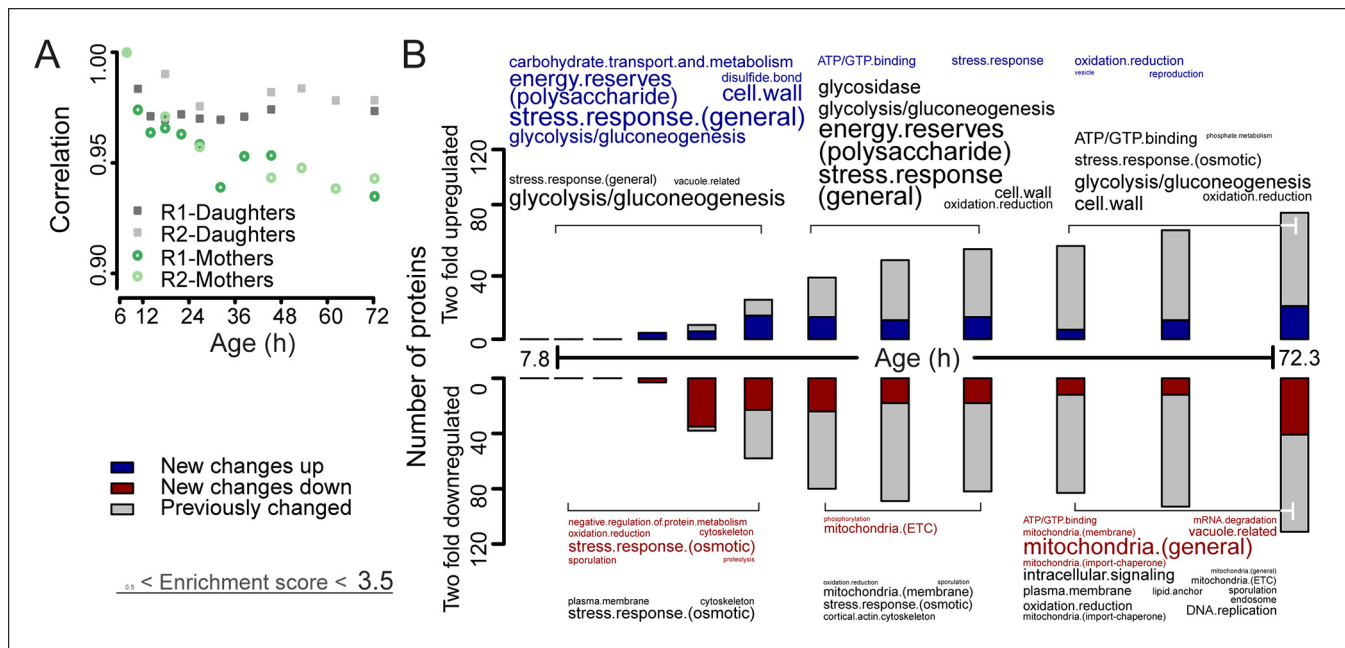 A
Correlation
1.00
0.95
0.90
R1-Daughters
R2-Daughters
R1-Mothers
R2-Mothers
6 12 24 36 48 60 72
Age (h)
New changes up
New changes down
Previously changed
0.5 < Enrichment score < 3.5
B
carbohydrate.transport.and.metabolism
energy.reserves disulfide.bond
(polysaccharide) cell.wall
stress.response.(general)
glycolysis/gluconeogenesis
stress.response.(general) vacuole.related
glycolysis/gluconeogenesis
ATP/GTP.binding stress.response
glycosidase
glycolysis/gluconeogenesis
energy.reserves
(polysaccharide)
stress.response
(general) cell.wall
oxidation.reduction
oxidation.reduction
vesicle reproduction
ATP/GTP.binding phosphate.metabolism
stress.response.(osmotic)
glycolysis/gluconeogenesis
cell.wall oxidation.reduction
Number of proteins
Two fold upregulated
120
80
40
0
7.8 Age (h) 72.3
Two fold downregulated
0
40
80
120
negative.regulation.of.protein.metabolism
oxidation.reduction cytoskeleton
stress.response.(osmotic)
sporulation proteolysis
plasma.membrane cytoskeleton
stress.response.(osmotic)
phosphorylation
mitochondria.(ETC)
oxidation.reduction sporulation
mitochondria.(membrane)
stress.response.(osmotic)
cortical.actin.cytoskeleton
ATP/GTP.binding mRNA.degradation
mitochondria.(membrane) vacuole.related
mitochondria.(general)
mitochondria.(import-chaperone)
intracellular.signaling mitochondria.(general)
mitochondria.(ETC)
plasma.membrane lipid.anchor sporulation
endosome
oxidation.reduction DNA.replication
mitochondria.(import-chaperone)